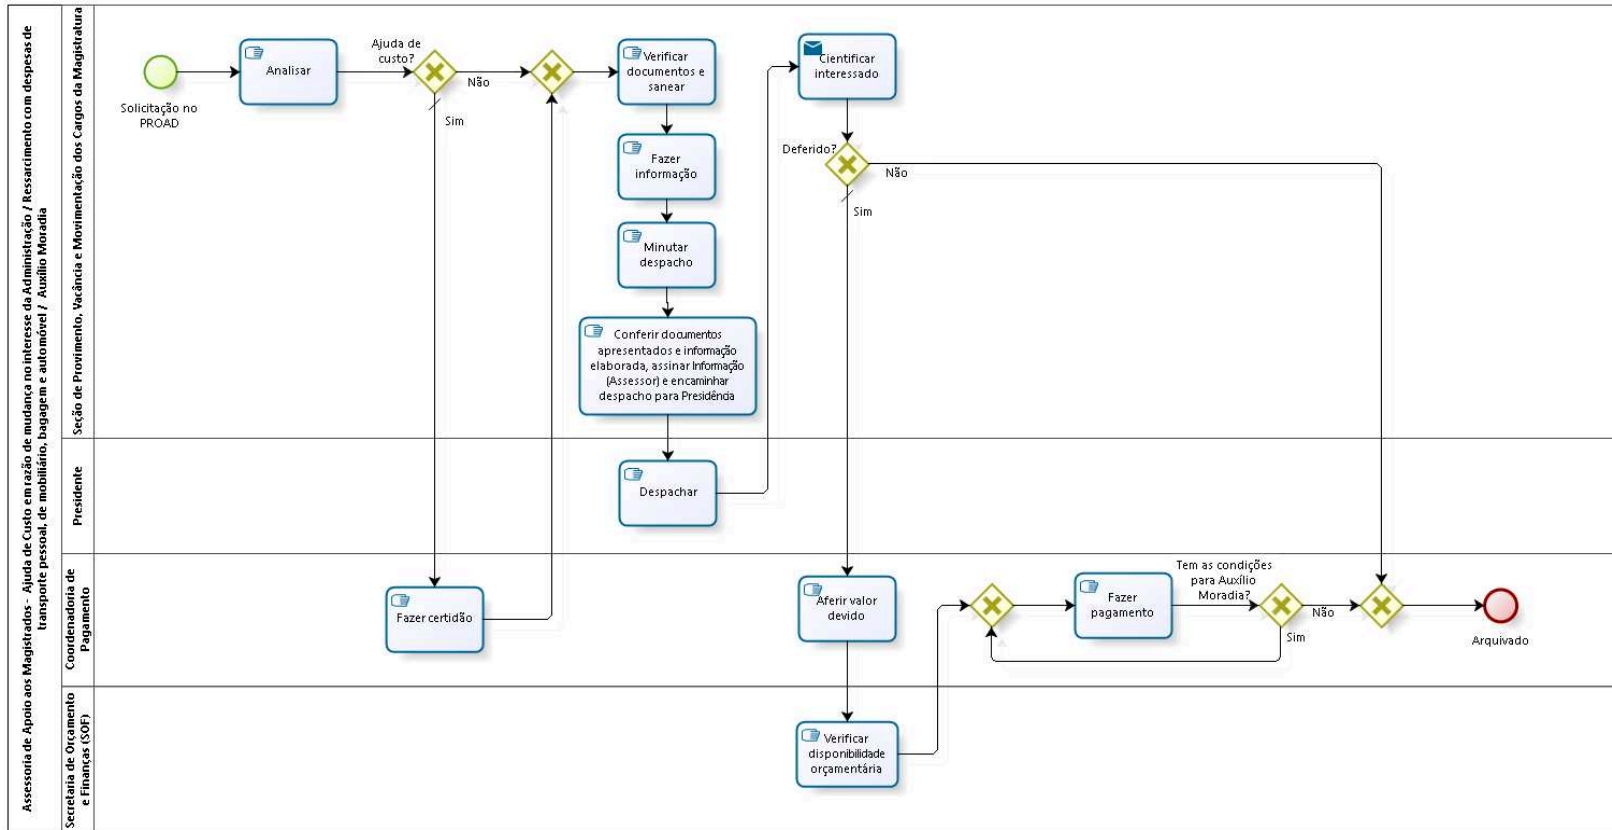 Assessoria de Apoio aos Magistrados - Ajuda de Custo em razão de mudança no interesse da Administração / Ressarcimento com despesas de
transporte pessoal, de mobiliário, bagagem e automóvel / Auxílio Moradia
Seção de Provimento, Vacância e Movimentação dos Cargos da Magistratura
Solicitação no
PROAD
Analisar
Ajuda de
custo?
Não
Sim
Verificar
documentos e
sanear
Fazer
informação
Minutar
despacho
Conferir documentos
apresentados e informação
elaborada, assinar Informação
(Assessor) e encaminhar
despacho para Presidência
Cientificar
interessado
Deferido?
Não
Sim
Presidente
Despachar
Coordenadoria de
Pagamento
Fazer certidão
Aferir valor
devido
Fazer
pagamento
Tem as condições
para Auxílio
Moradia?
Não
Sim
Arquivado
Secretaria de Orçamento
e Finanças (SOF)
Verificar
disponibilidade
orçamentária